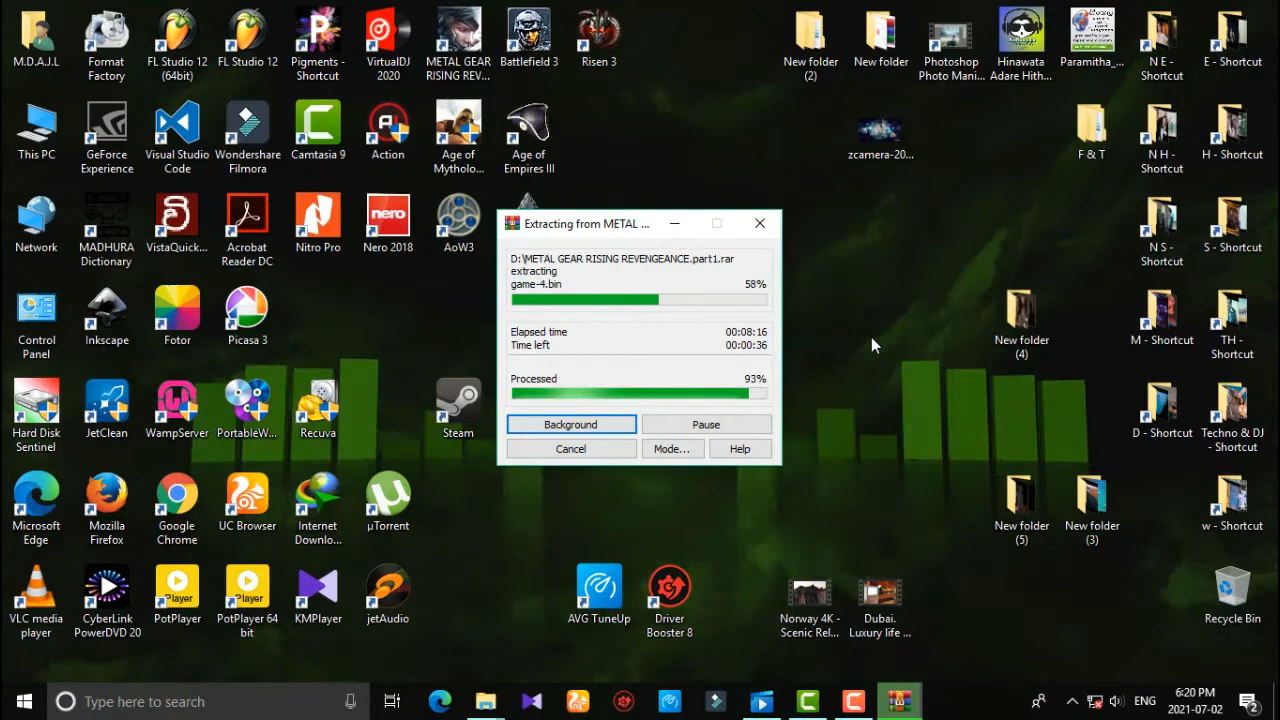 M.D.A.J.L
Format
Factory
FL Studio 12
(64bit)
FL Studio 12
Pigments -
Shortcut
VirtualDJ
2020
METAL GEAR
RISING REV...
Battlefield 3
Risen 3
New folder
(2)
New folder
Photoshop
Photo Mani...
Hinawata
Adare Hith...
Paramitha_...
N E -
Shortcut
E - Shortcut
This PC
GeForce
Experience
Visual Studio
Code
Wondershare
Filmora
Camtasia 9
Action
Age of
Mytholo...
Age of
Empires III
zcamera-20...
F & T
N H -
Shortcut
H - Shortcut
Network
MADHURA
Dictionary
VistaQuick...
Acrobat
Reader DC
Nitro Pro
nero
Nero 2018
AoW3
N S -
Shortcut
S - Shortcut
Extracting from METAL ...
D:\METAL GEAR RISING REVENGEANCE.part1.rar
extracting
game-4.bin 58%
Elapsed time 00:08:16
Time left 00:00:36
Processed 93%
Background Pause
Cancel Mode... Help
Control
Panel
Inkscape
Fotor
Picasa 3
New folder
(4)
M - Shortcut
TH -
Shortcut
Hard Disk
Sentinel
JetClean
WampServer
PortableW...
Recuva
Steam
D - Shortcut
Techno & DJ
- Shortcut
Microsoft
Edge
Mozilla
Firefox
Google
Chrome
UC Browser
Internet
Downlo...
µTorrent
New folder
(5)
New folder
(3)
w - Shortcut
VLC media
player
CyberLink
PowerDVD 20
Player
PotPlayer
Player
PotPlayer 64
bit
KMPlayer
jetAudio
AVG TuneUp
Driver
Booster 8
Norway 4K -
Scenic Rel...
Dubai.
Luxury life ...
Recycle Bin
Type here to search
ENG
6:20 PM
2021-07-02
2